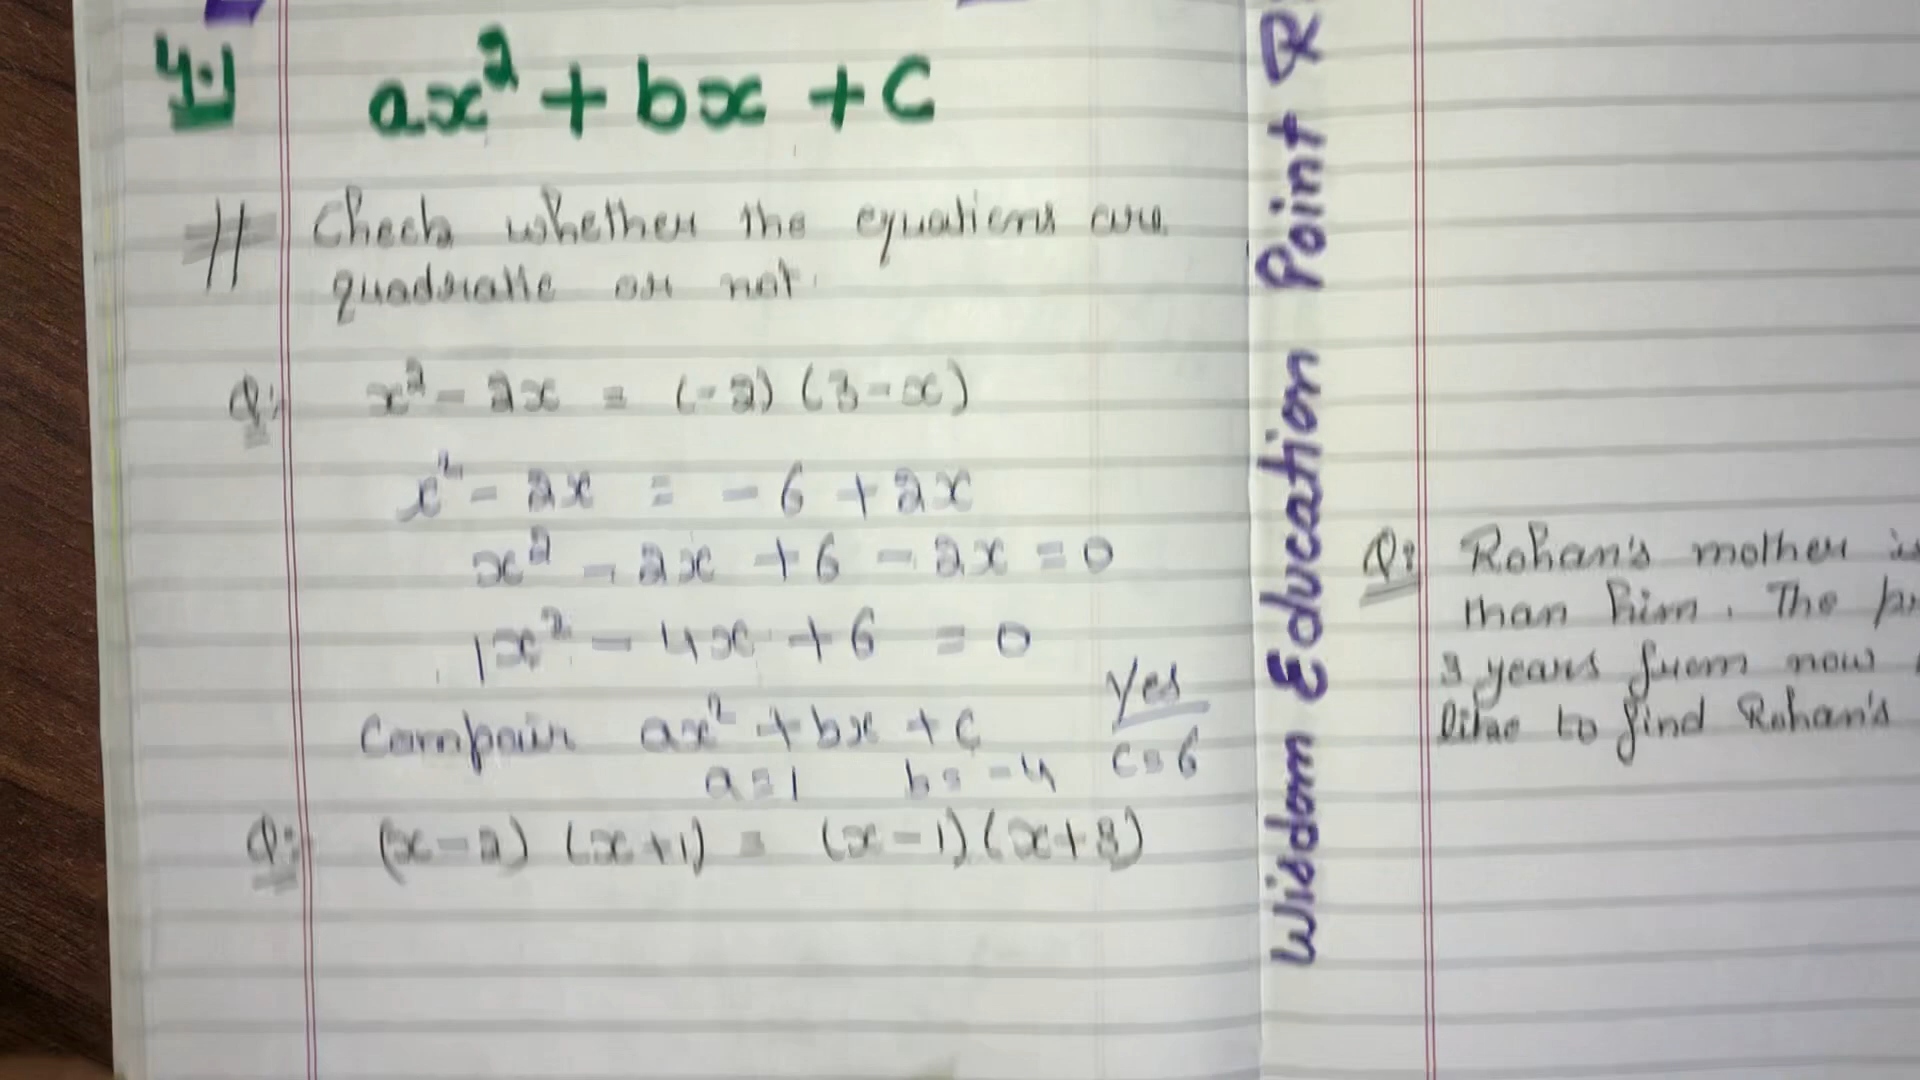 4.1 ax² + bx + c
Check whether the equations are
quadratic or not.
Q: x² - 2x = (-2) (3-x)
x² - 2x = -6 + 2x
x² - 2x + 6 - 2x = 0
1x² - 4x + 6 = 0
Yes
Compair ax² + bx + c
a=1 b=-4 c=6
Q: (x-2) (x+1) = (x-1) (x+3)
Wisdom Education Point R
Q: Rohan's mother is
than him. The pr
3 years from now
like to find Rohan's